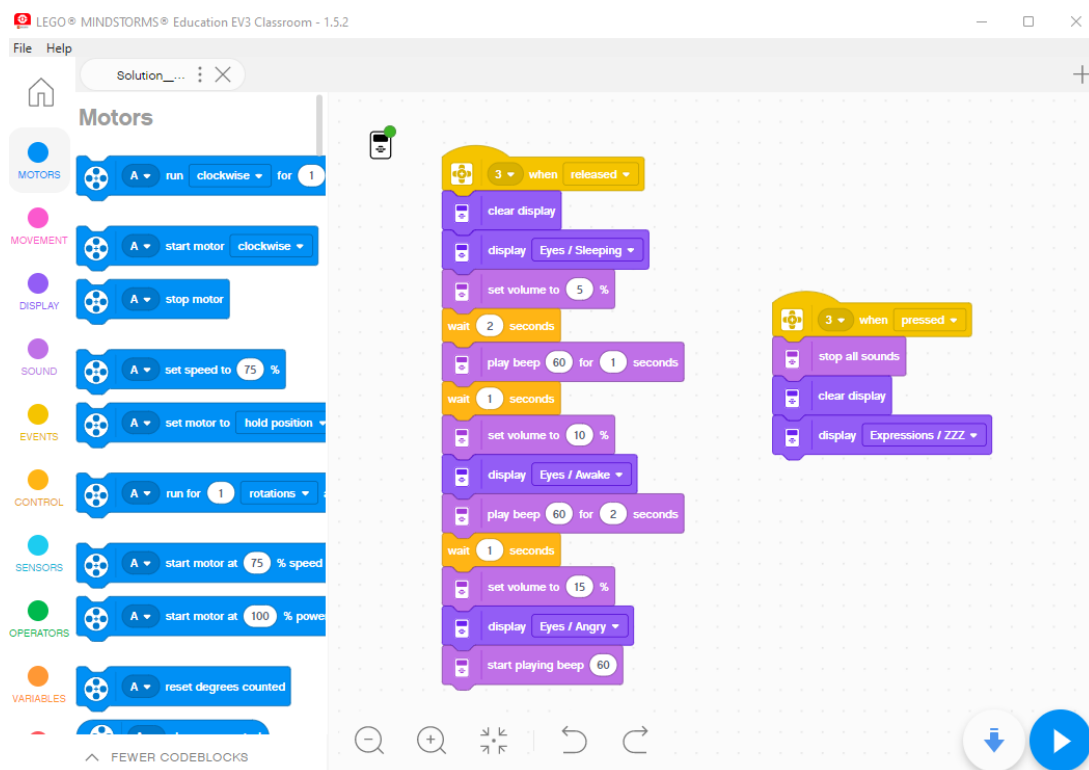 LEGO® MINDSTORMS® Education EV3 Classroom - 1.5.2
File Help
Solution__...
MOTORS
MOVEMENT
DISPLAY
SOUND
EVENTS
CONTROL
SENSORS
OPERATORS
VARIABLES
Motors
A run clockwise for 1
A start motor clockwise
A stop motor
A set speed to 75 %
A set motor to hold position
A run for 1 rotations
A start motor at 75 % speed
A start motor at 100 % powe
A reset degrees counted
FEWER CODEBLOCKS
3 when released
clear display
display Eyes / Sleeping
set volume to 5 %
wait 2 seconds
play beep 60 for 1 seconds
wait 1 seconds
set volume to 10 %
display Eyes / Awake
play beep 60 for 2 seconds
wait 1 seconds
set volume to 15 %
display Eyes / Angry
start playing beep 60
3 when pressed
stop all sounds
clear display
display Expressions / ZZZ